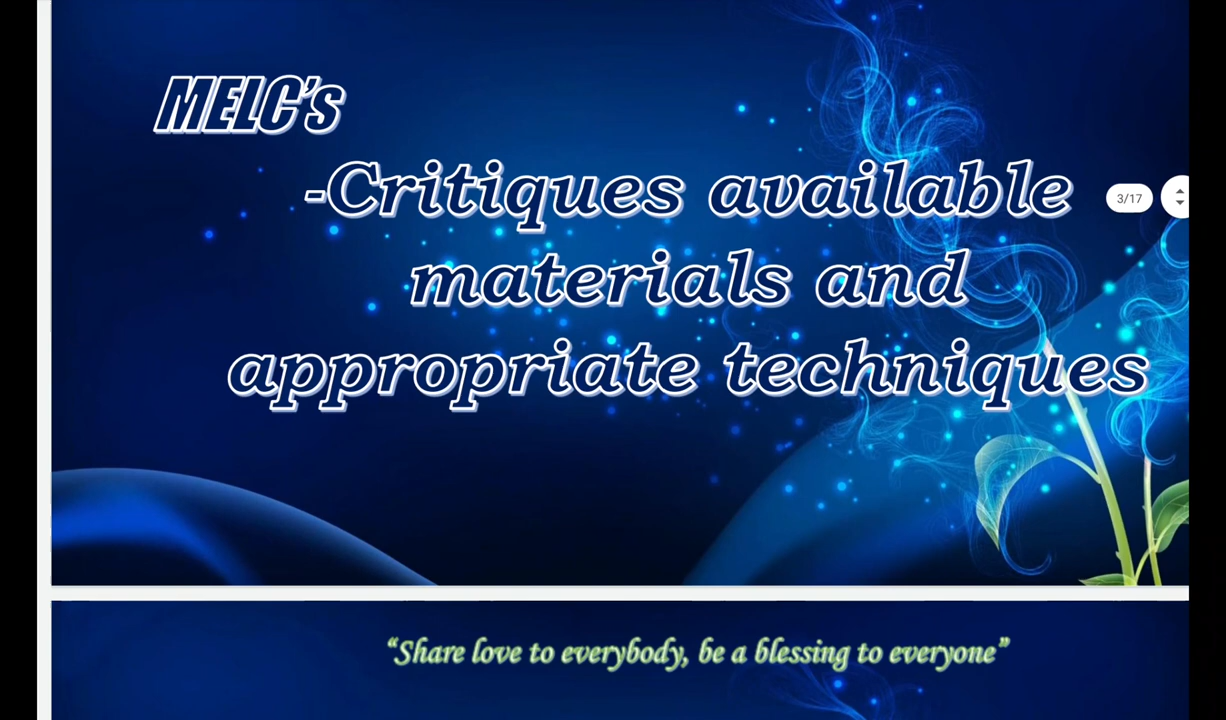 MELC's
-Critiques available
3/17
materials and
appropriate techniques
“Share love to everybody, be a blessing to everyone”